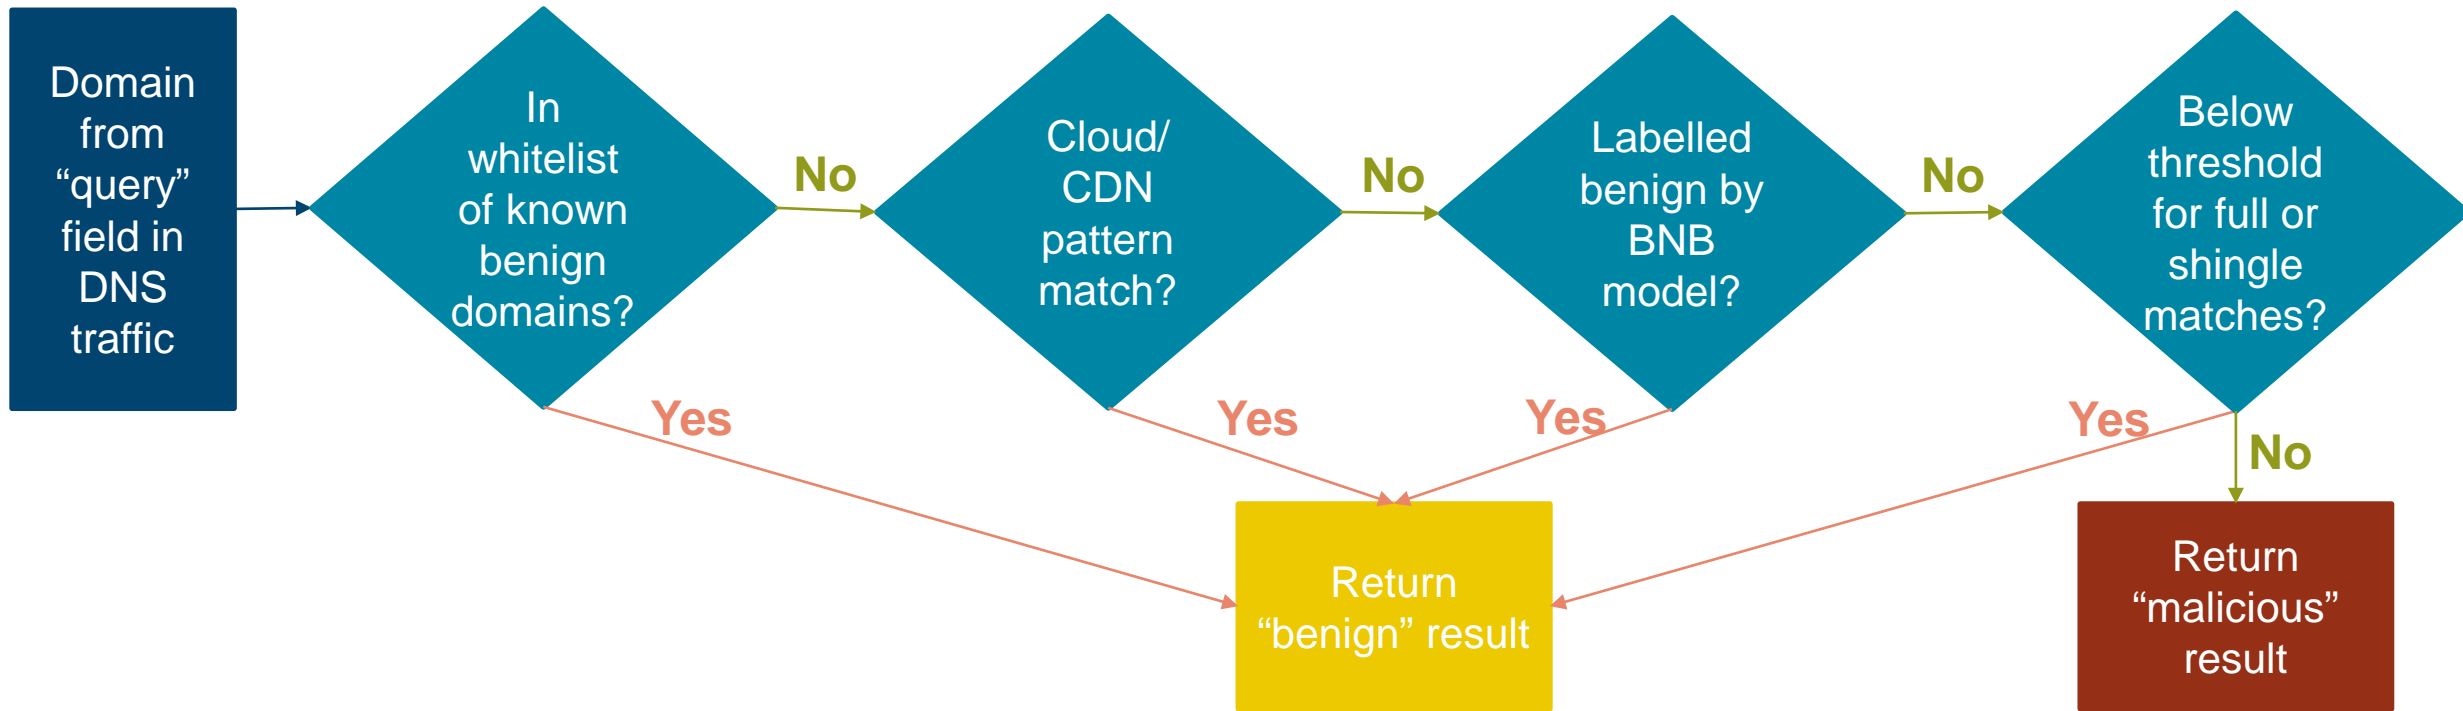 Domain
from
“query”
field in
DNS
traffic
In
whitelist
of known
benign
domains?
No
Cloud/
CDN
pattern
match?
No
Labelled
benign by
BNB
model?
No
Below
threshold
for full or
shingle
matches?
Yes
Yes
Yes
Yes
No
Return
“benign” result
Return
“malicious”
result